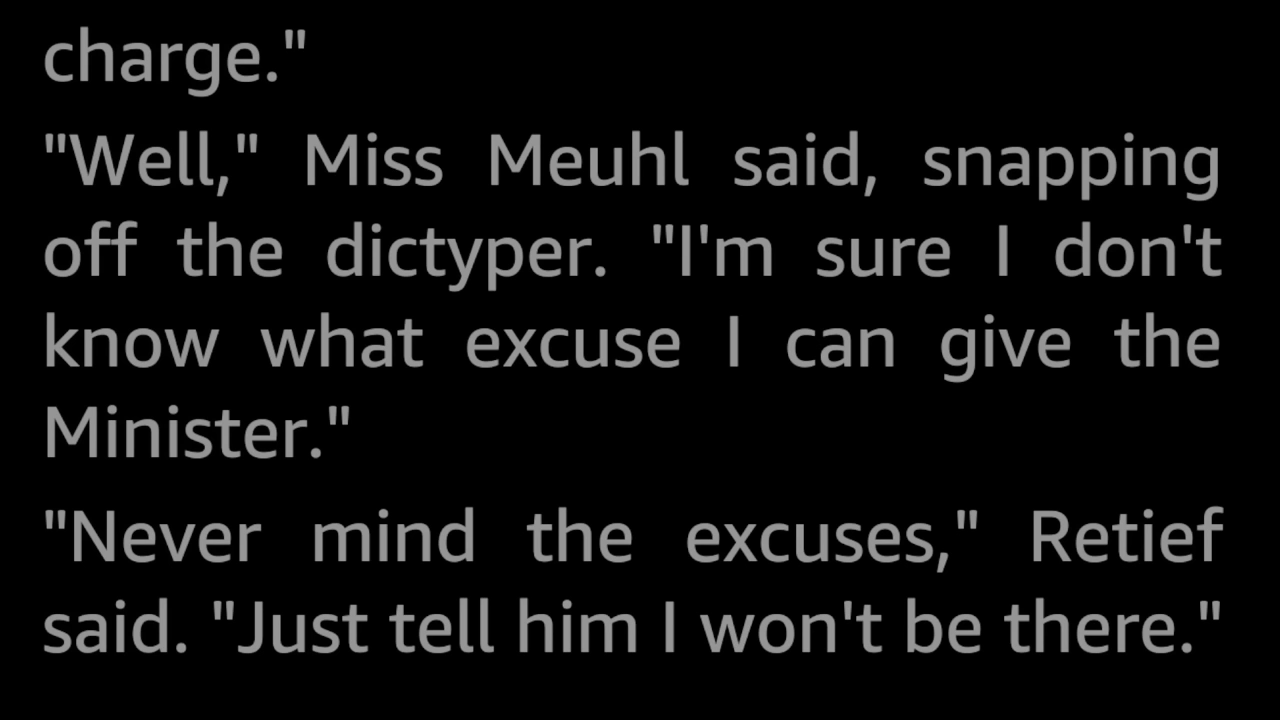 charge."
"Well," Miss Meuhl said, snapping
off the dictyper. "I'm sure I don't
know what excuse I can give the
Minister."
"Never mind the excuses," Retief
said. "Just tell him I won't be there."